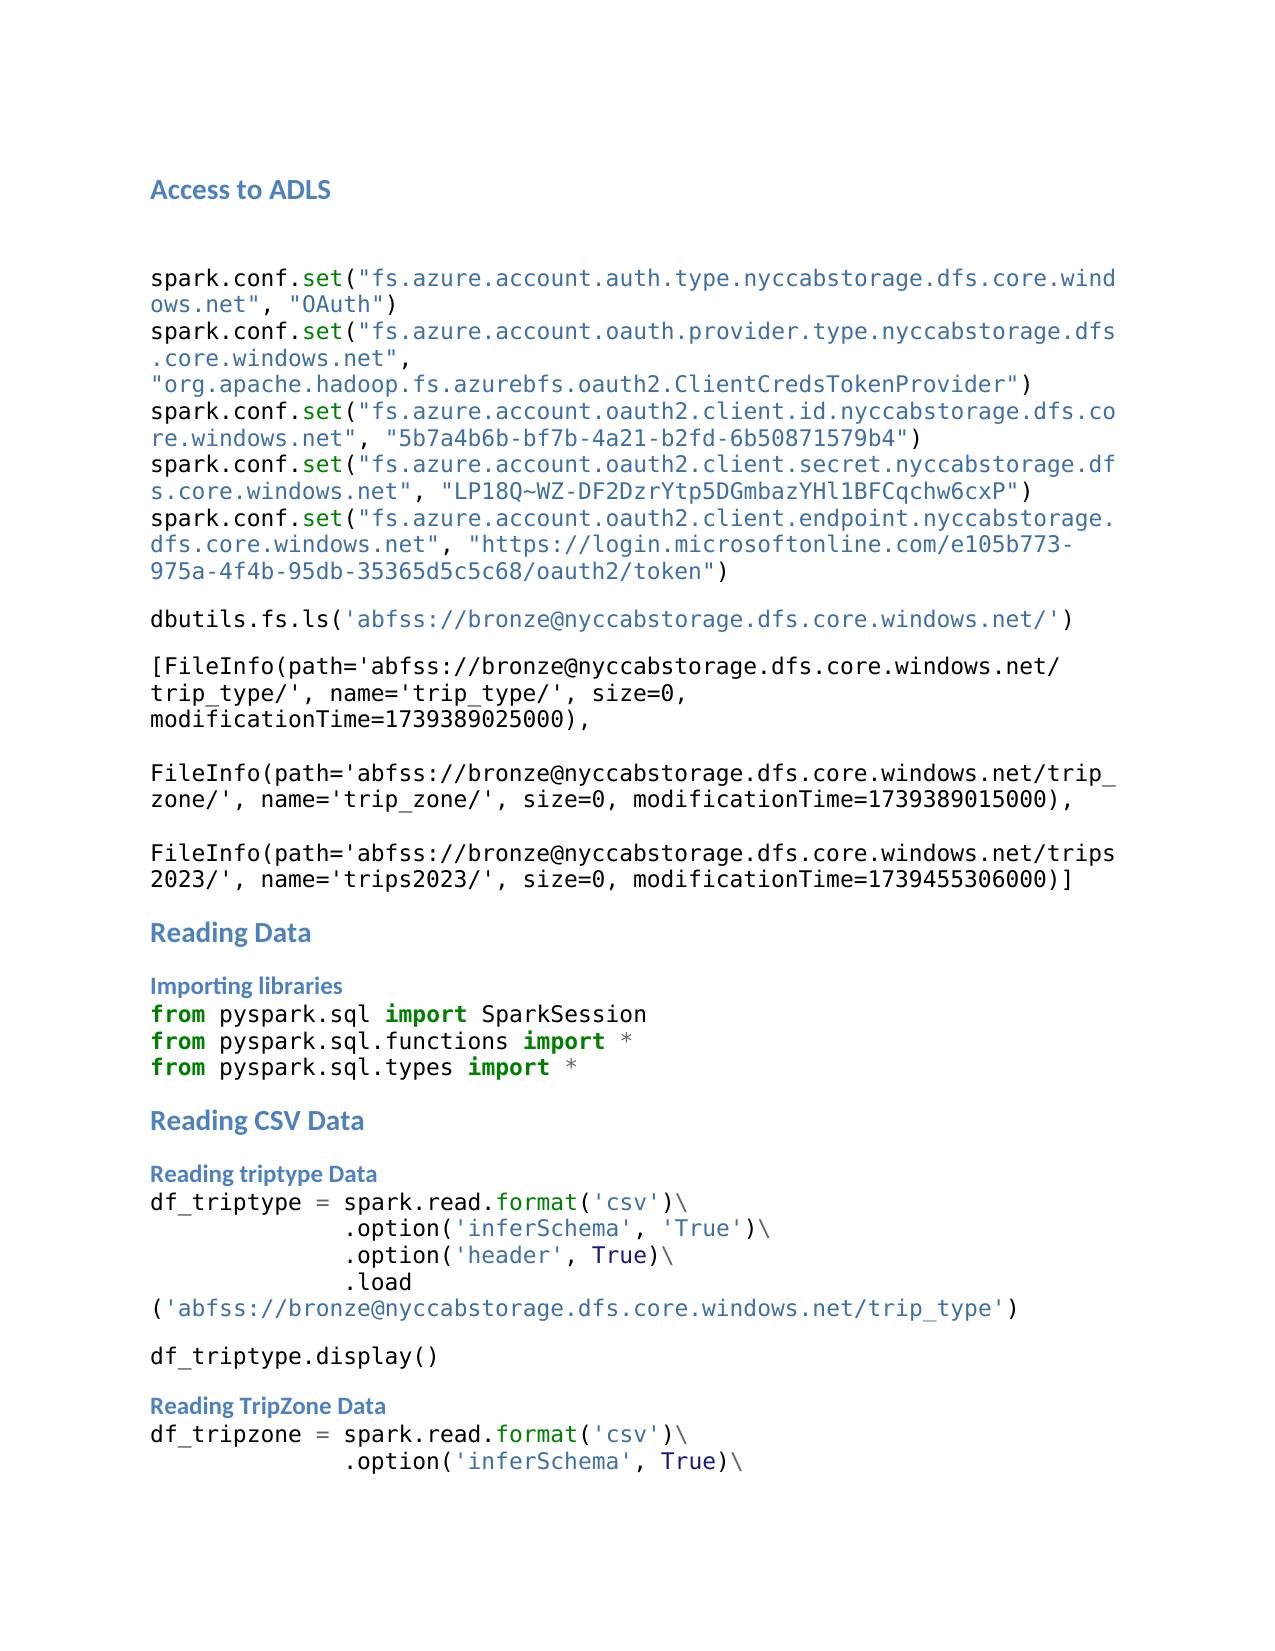 Access to ADLS
spark.conf.set("fs.azure.account.auth.type.nyccabstorage.dfs.core.wind
ows.net", "OAuth")
spark.conf.set("fs.azure.account.oauth.provider.type.nyccabstorage.dfs
.core.windows.net",
"org.apache.hadoop.fs.azurebfs.oauth2.ClientCredsTokenProvider")
spark.conf.set("fs.azure.account.oauth2.client.id.nyccabstorage.dfs.co
re.windows.net", "5b7a4b6b-bf7b-4a21-b2fd-6b50871579b4")
spark.conf.set("fs.azure.account.oauth2.client.secret.nyccabstorage.df
s.core.windows.net", "LP18Q~WZ-DF2DzrYtp5DGmbazYHl1BFCqchw6cxP")
spark.conf.set("fs.azure.account.oauth2.client.endpoint.nyccabstorage.
dfs.core.windows.net", "https://login.microsoftonline.com/e105b773-
975a-4f4b-95db-35365d5c5c68/oauth2/token")
dbutils.fs.ls('abfss://bronze@nyccabstorage.dfs.core.windows.net/')
[FileInfo(path='abfss://bronze@nyccabstorage.dfs.core.windows.net/
trip_type/', name='trip_type/', size=0,
modificationTime=1739389025000),
FileInfo(path='abfss://bronze@nyccabstorage.dfs.core.windows.net/trip_
zone/', name='trip_zone/', size=0, modificationTime=1739389015000),
FileInfo(path='abfss://bronze@nyccabstorage.dfs.core.windows.net/trips
2023/', name='trips2023/', size=0, modificationTime=1739455306000)]
Reading Data
Importing libraries
from pyspark.sql import SparkSession
from pyspark.sql.functions import *
from pyspark.sql.types import *
Reading CSV Data
Reading triptype Data
df_triptype = spark.read.format('csv')\
.option('inferSchema', 'True')\
.option('header', True)\
.load
('abfss://bronze@nyccabstorage.dfs.core.windows.net/trip_type')
df_triptype.display()
Reading TripZone Data
df_tripzone = spark.read.format('csv')\
.option('inferSchema', True)\